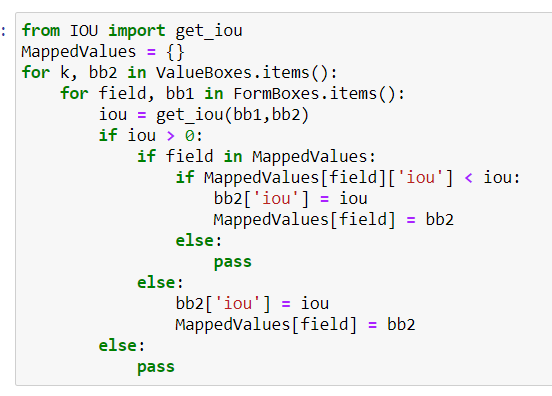 : from IOU import get_iou
MappedValues = {}
for k, bb2 in ValueBoxes.items():
    for field, bb1 in FormBoxes.items():
        iou = get_iou(bb1,bb2)
        if iou > 0:
            if field in MappedValues:
                if MappedValues[field]['iou'] < iou:
                    bb2['iou'] = iou
                    MappedValues[field] = bb2
                else:
                    pass
            else:
                bb2['iou'] = iou
                MappedValues[field] = bb2
        else:
            pass